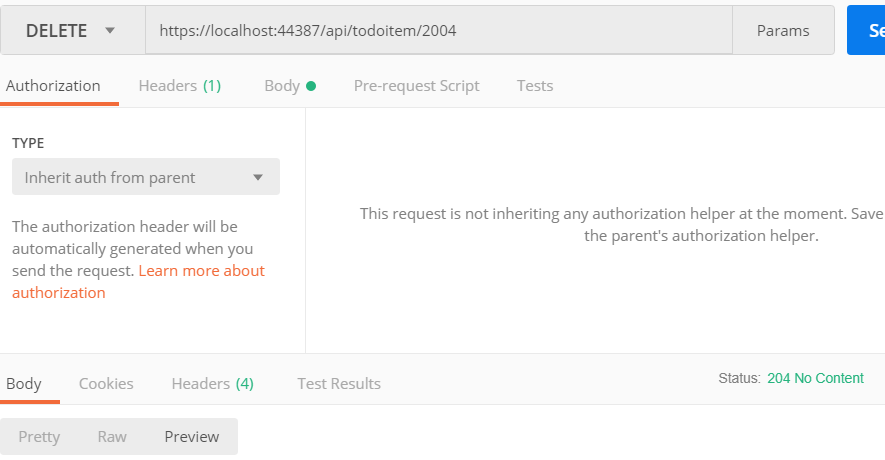 DELETE https://localhost:44387/api/todoitem/2004 Params
Authorization Headers (1) Body Pre-request Script Tests
TYPE
Inherit auth from parent
The authorization header will be
automatically generated when you
send the request. Learn more about
authorization
This request is not inheriting any authorization helper at the moment. Save
the parent's authorization helper.
Body Cookies Headers (4) Test Results Status: 204 No Content
Pretty Raw Preview